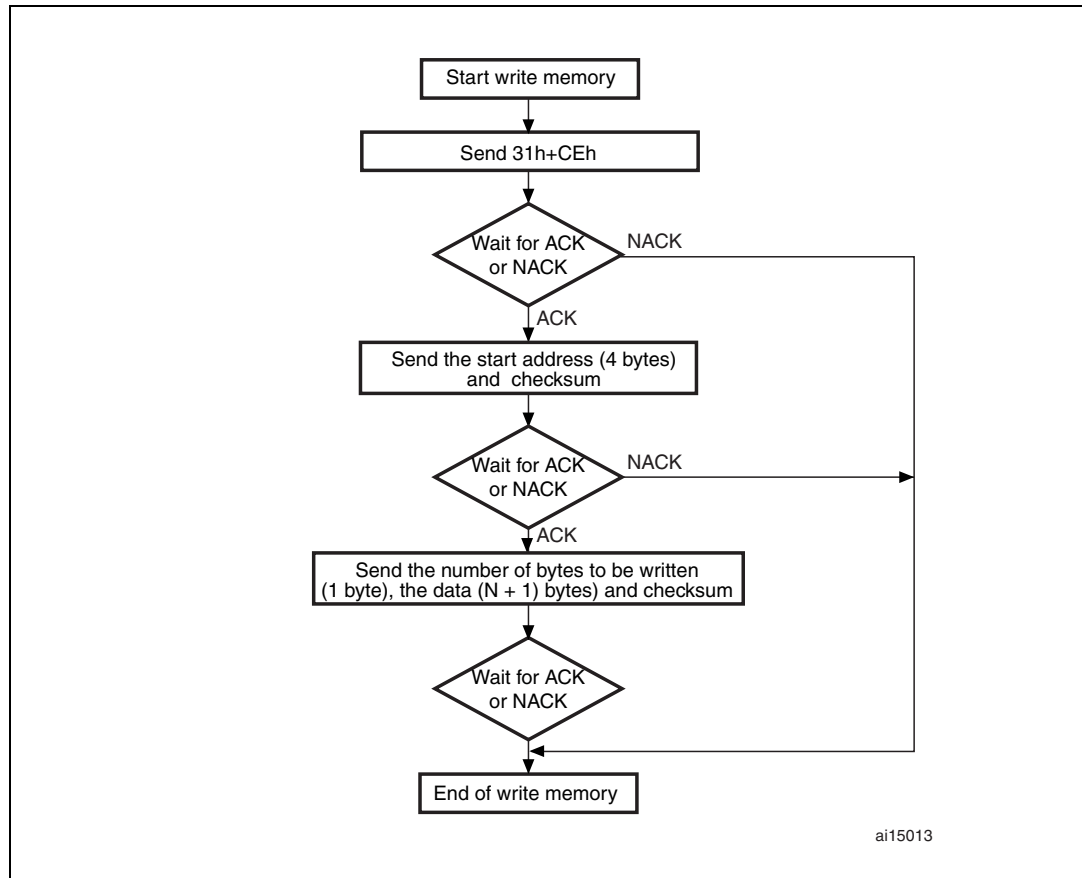 Start write memory
Send 31h+CEh
Wait for ACK
or NACK
NACK
ACK
Send the start address (4 bytes)
and checksum
Wait for ACK
or NACK
NACK
ACK
Send the number of bytes to be written
(1 byte), the data (N + 1) bytes) and checksum
Wait for ACK
or NACK
End of write memory
ai15013